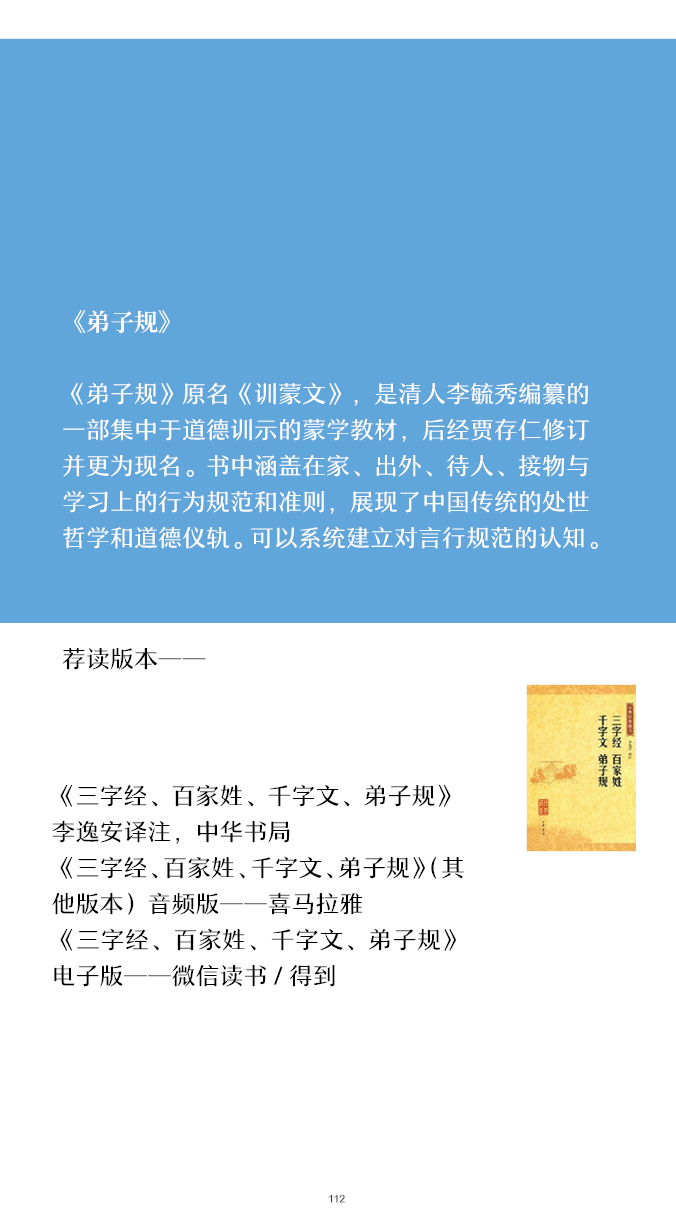 《弟子规》
《弟子规》原名《训蒙文》，是清人李毓秀编纂的
一部集中于道德训示的蒙学教材，后经贾存仁修订
并更为现名。书中涵盖在家、出外、待人、接物与
学习上的行为规范和准则，展现了中国传统的处世
哲学和道德仪轨。可以系统建立对言行规范的认知。
荐读版本——
三字经 百家姓
千字文 弟子规
《三字经、百家姓、千字文、弟子规》
李逸安译注，中华书局
《三字经、百家姓、千字文、弟子规》（其
他版本）音频版——喜马拉雅
《三字经、百家姓、千字文、弟子规》
电子版——微信读书 / 得到
112